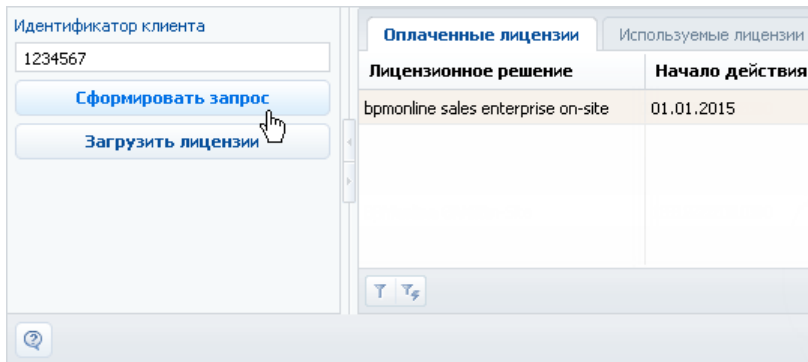 Идентификатор клиента
1234567
Сформировать запрос
Загрузить лицензии
Оплаченные лицензии Используемые лицензии
Лицензионное решение Начало действия
bpmonline sales enterprise on-site 01.01.2015